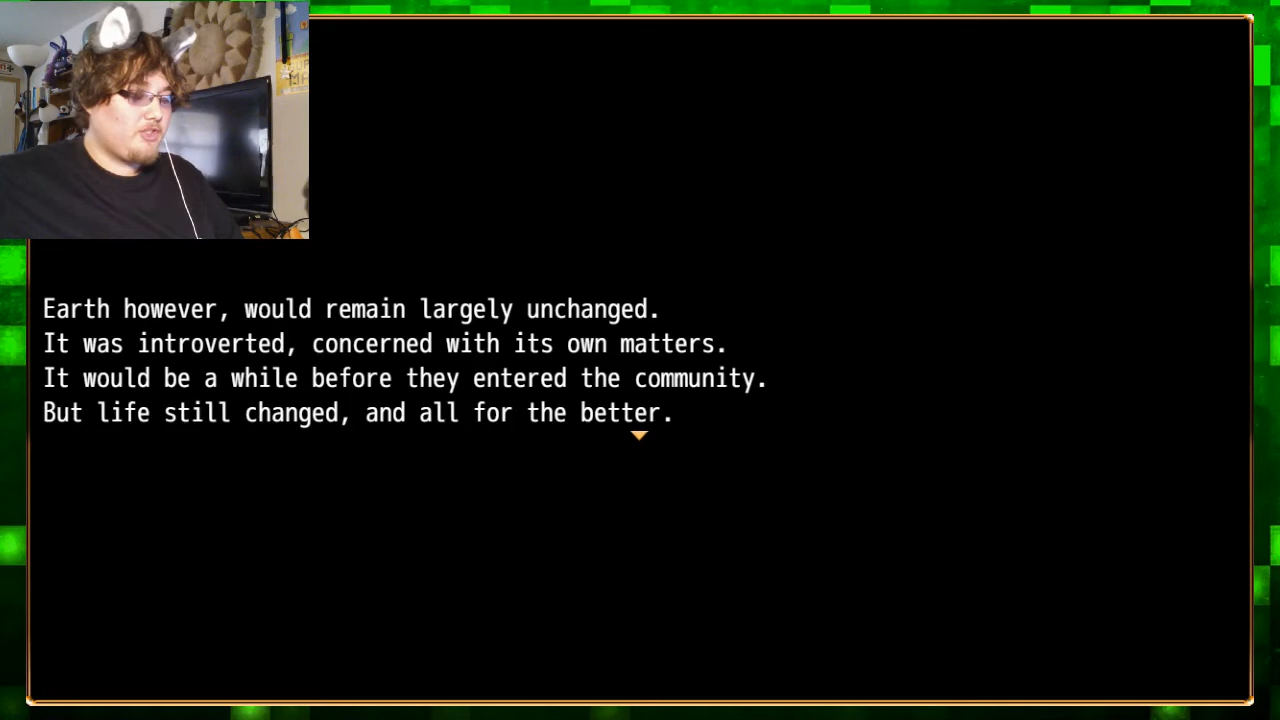 Earth however, would remain largely unchanged.
It was introverted, concerned with its own matters.
It would be a while before they entered the community.
But life still changed, and all for the better.